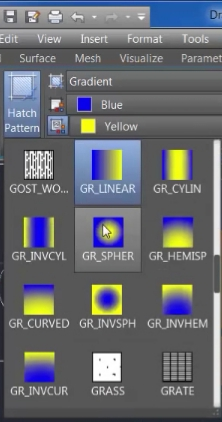 Dr
Edit View Insert Format Tools
Surface Mesh Visualize Paramet
Gradient
Hatch
Pattern
Blue
Yellow
GOST_WO... GR_LINEAR GR_CYLIN
GR_INVCYL GR_SPHER GR_HEMISP
GR_CURVED GR_INVSPH GR_INVHEM
GR_INVCUR GRASS GRATE